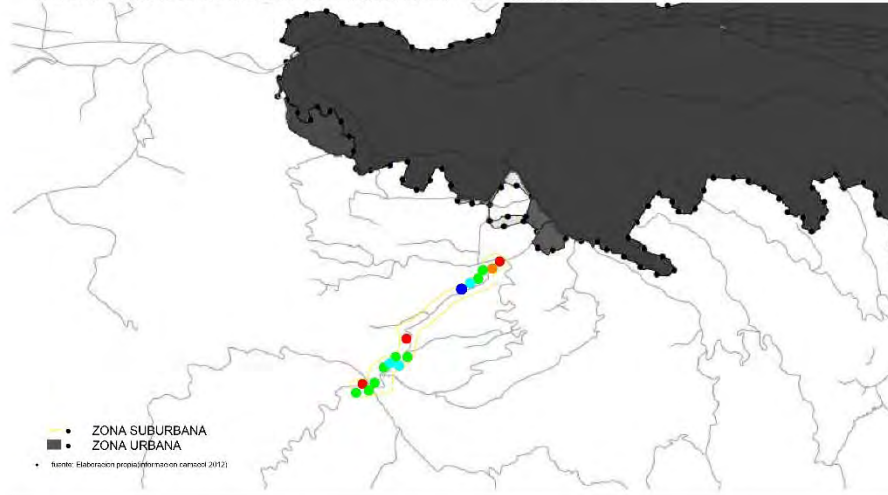 ZONA SUBURBANA
ZONA URBANA
fuente: Elaboracion propia(informacion camacol 2012)